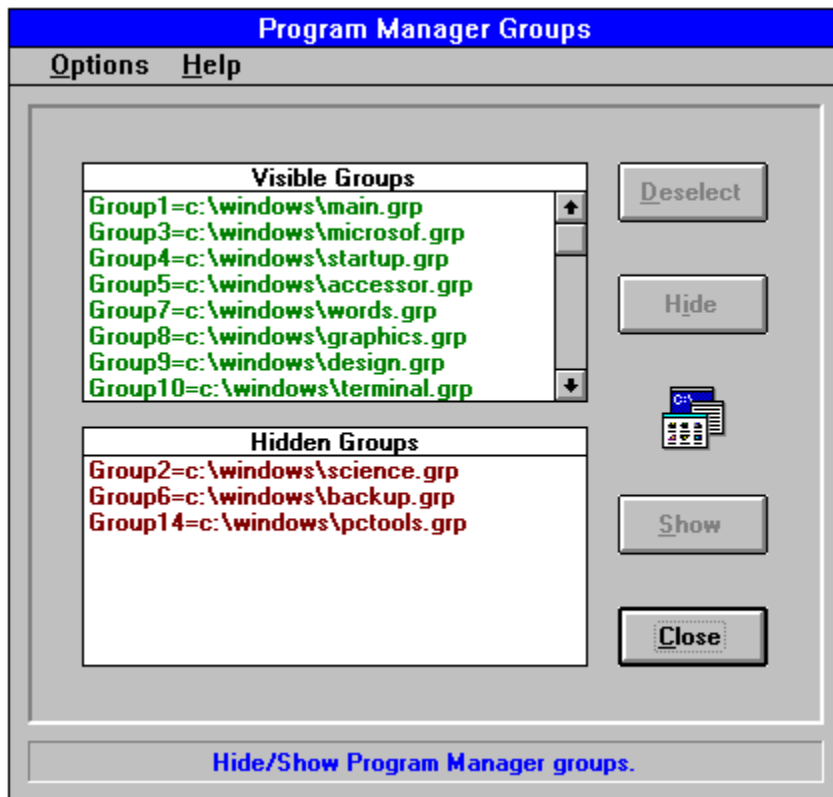 Program Manager Groups
Options Help
Visible Groups
Group1=c:\windows\main.grp
Group3=c:\windows\microsof.grp
Group4=c:\windows\startup.grp
Group5=c:\windows\accessor.grp
Group7=c:\windows\words.grp
Group8=c:\windows\graphics.grp
Group9=c:\windows\design.grp
Group10=c:\windows\terminal.grp
Deselect
Hide
C:\
Hidden Groups
Group2=c:\windows\science.grp
Group6=c:\windows\backup.grp
Group14=c:\windows\pctools.grp
Show
Close
Hide/Show Program Manager groups.